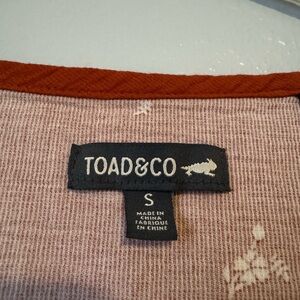 TOAD&CO
S
MADE IN
CHINA
FABRIQUÉ
EN CHINE